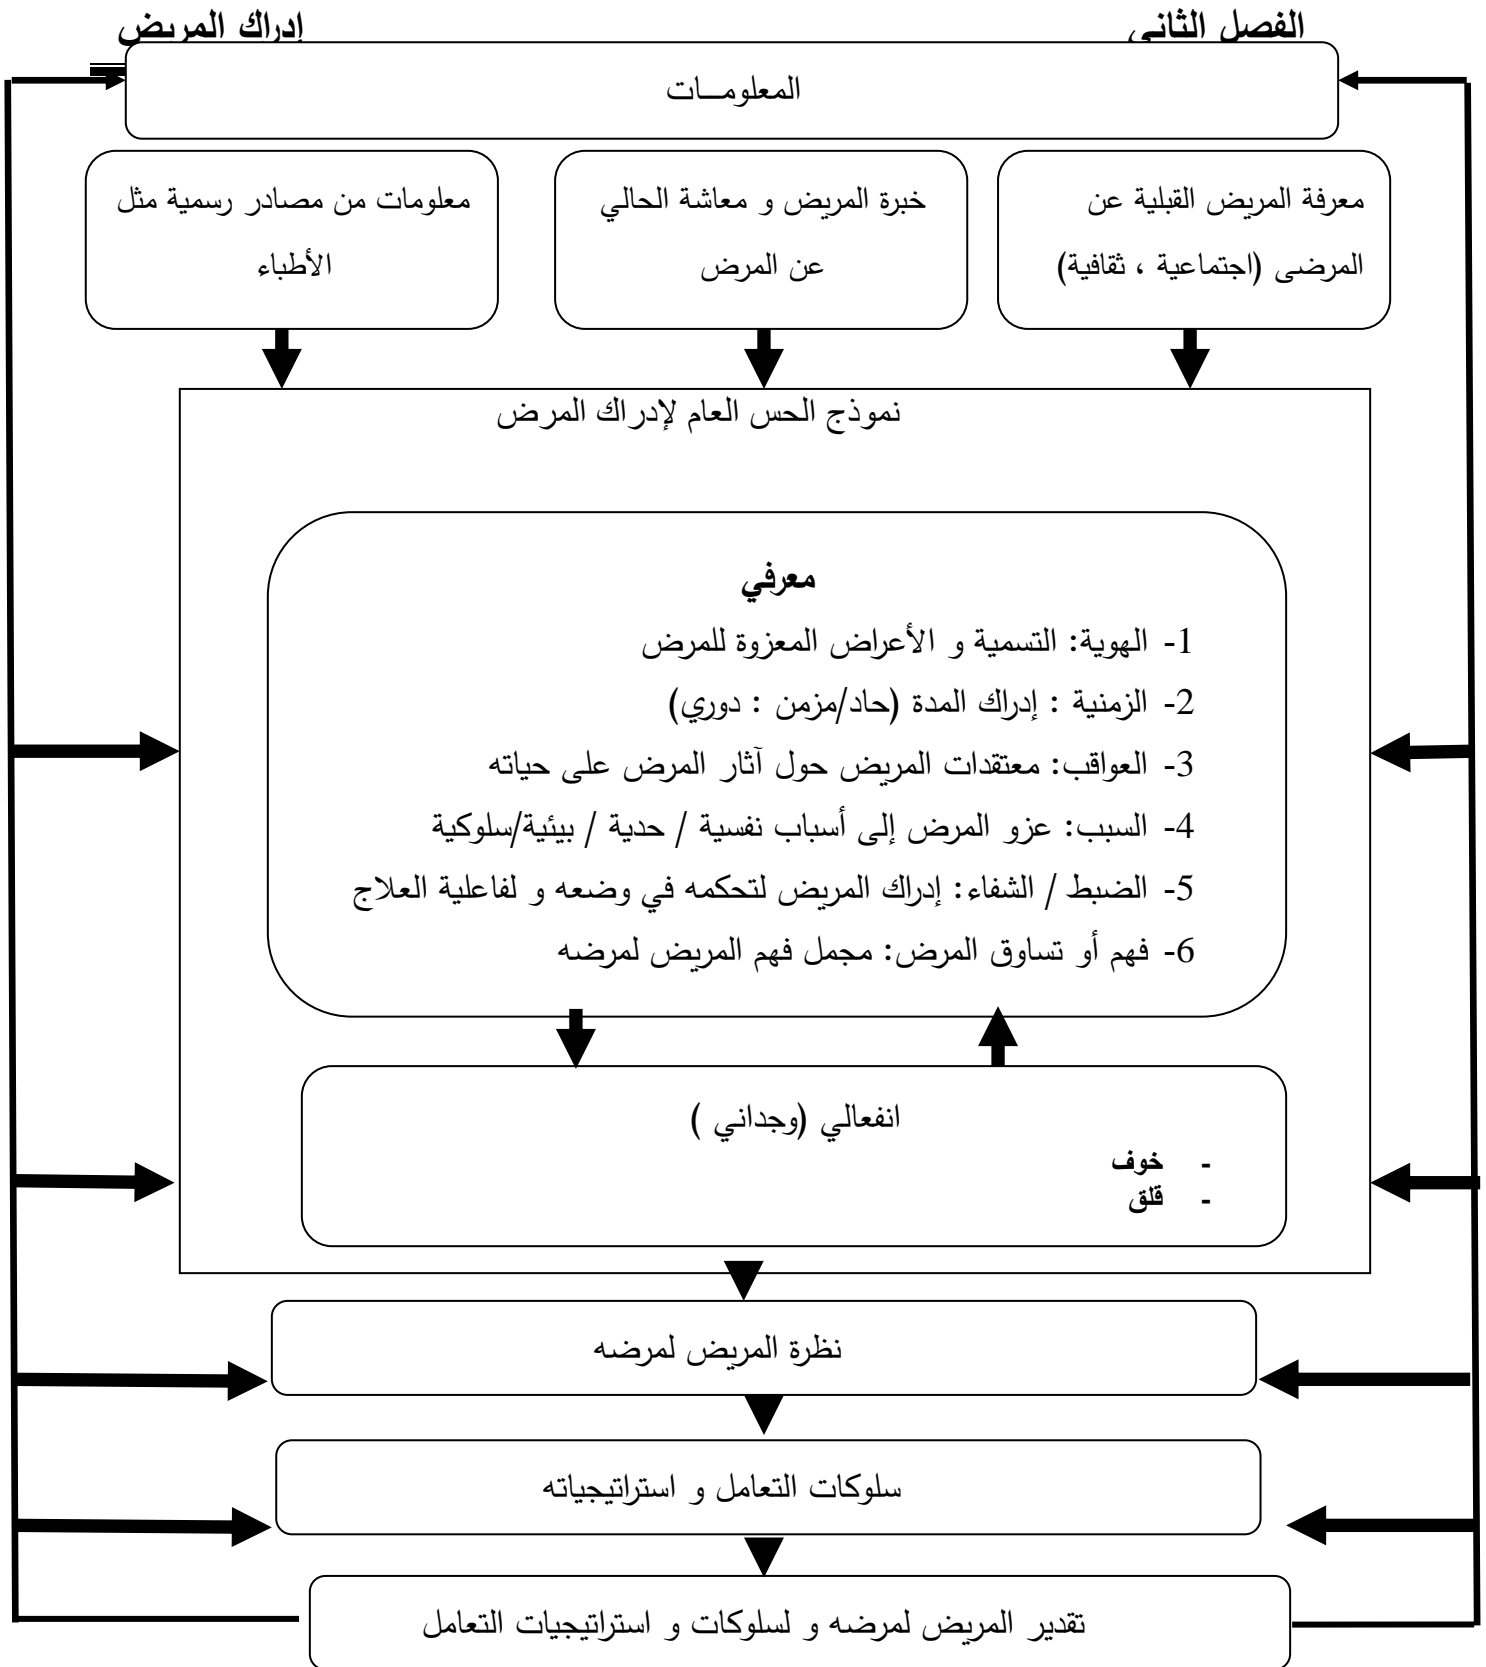 الفصل الثاني
إدراك المريض
المعلومــات
معرفة المريض القبلية عن
المرضى (اجتماعية ، ثقافية)
خبرة المريض و معاشة الحالي
عن المرض
معلومات من مصادر رسمية مثل
الأطباء
نموذج الحس العام لإدراك المرض
معرفي
1- الهوية: التسمية و الأعراض المعزوة للمرض
2- الزمنية : إدراك المدة (حاد/مزمن : دوري)
3- العواقب: معتقدات المريض حول آثار المرض على حياته
4- السبب: عزو المرض إلى أسباب نفسية / حدية / بيئية/سلوكية
5- الضبط / الشفاء: إدراك المريض لتحكمه في وضعه و لفاعلية العلاج
6- فهم أو تساوق المرض: مجمل فهم المريض لمرضه
انفعالي (وجداني )
- خوف
- قلق
نظرة المريض لمرضه
سلوكات التعامل و استراتيجياته
تقدير المريض لمرضه و لسلوكات و استراتيجيات التعامل